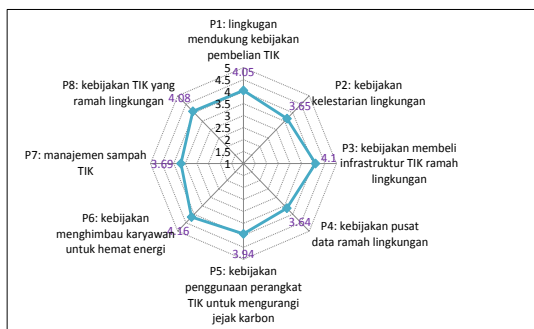 P1: lingkugan
mendukung kebijakan
pembelian TIK
5
4.5
4
3.5
3
2.5
2
1.5
1
4.05
P2: kebijakan
kelestarian lingkungan
3.65
P3: kebijakan membeli
infrastruktur TIK ramah
lingkungan
4.1
P4: kebijakan pusat
data ramah lingkungan
3.64
P5: kebijakan
penggunaan perangkat
TIK untuk mengurangi
jejak karbon
3.94
P6: kebijakan
menghimbau karyawan
untuk hemat energi
4.16
P7: manajemen sampah
TIK
3.69
P8: kebijakan TIK yang
ramah lingkungan
4.08